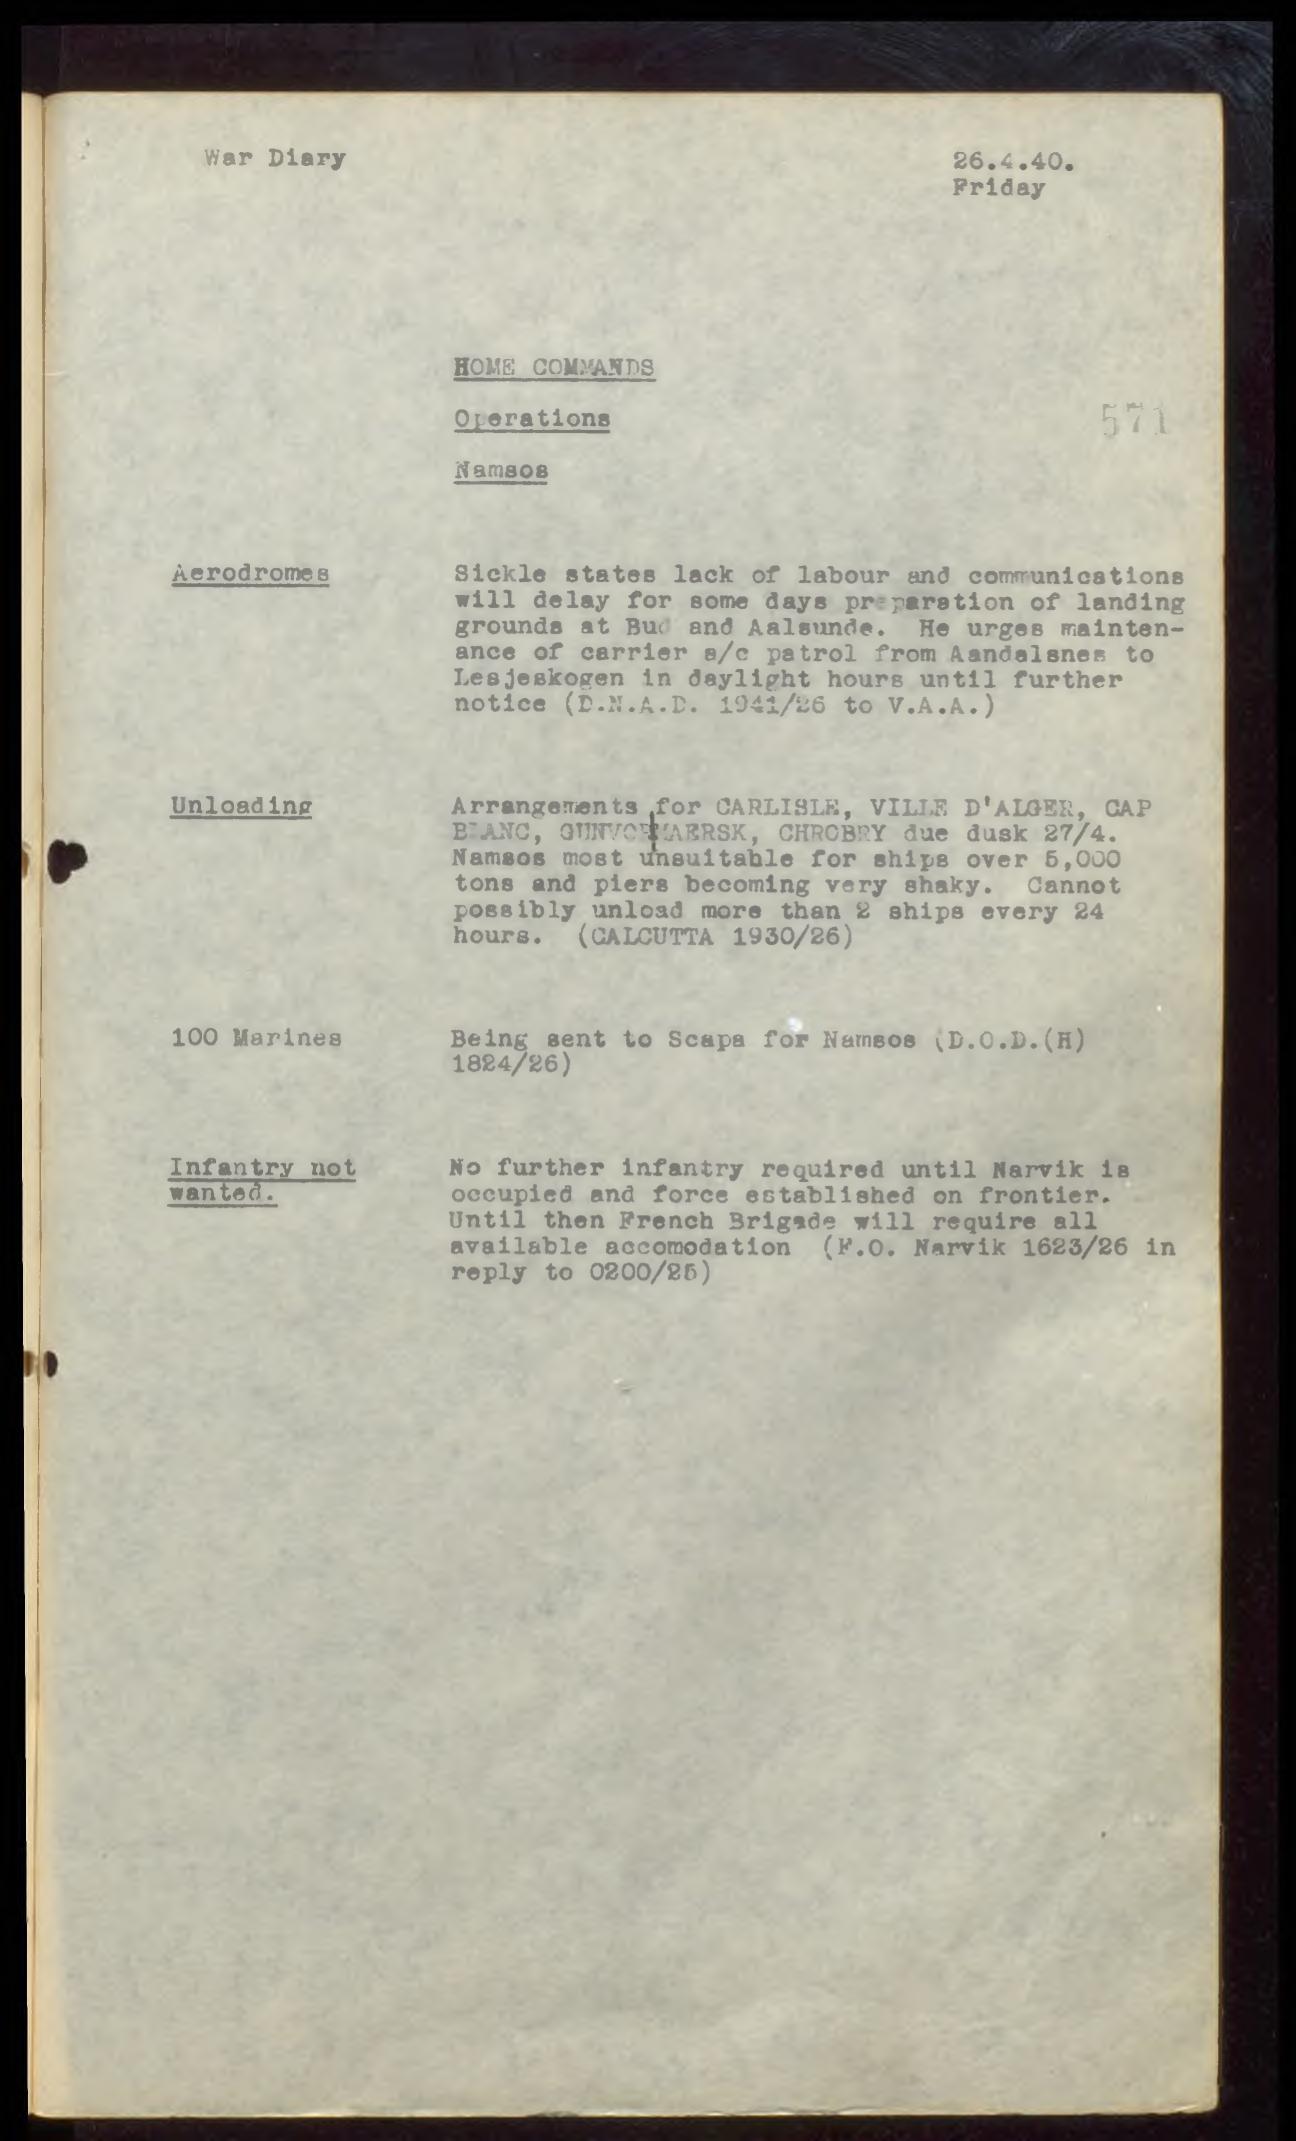 War Diary
26.4.40.
Friday
HOME COMMANDS
Operations
571
Namsos
Aerodromes
Sickle states lack of labour and communications
will delay for some days preparation of landing
grounds at Bud and Aalsunde. He urges mainten-
ance of carrier a/c patrol from Aandalsnes to
Lesjeskogen in daylight hours until further
notice (D.N.A.D. 1941/26 to V.A.A.)
Unloading
Arrangements for CARLISLE, VILLE D'ALGER, CAP
BLANC, GUNVOR MAERSK, CHROBRY due dusk 27/4.
Namsos most unsuitable for ships over 5,000
tons and piers becoming very shaky. Cannot
possibly unload more than 2 ships every 24
hours. (CALCUTTA 1930/26)
100 Marines
Being sent to Scapa for Namsos (D.O.D.(H)
1824/26)
Infantry not
wanted.
No further infantry required until Narvik is
occupied and force established on frontier.
Until then French Brigade will require all
available accomodation (F.O. Narvik 1623/26 in
reply to 0200/25)